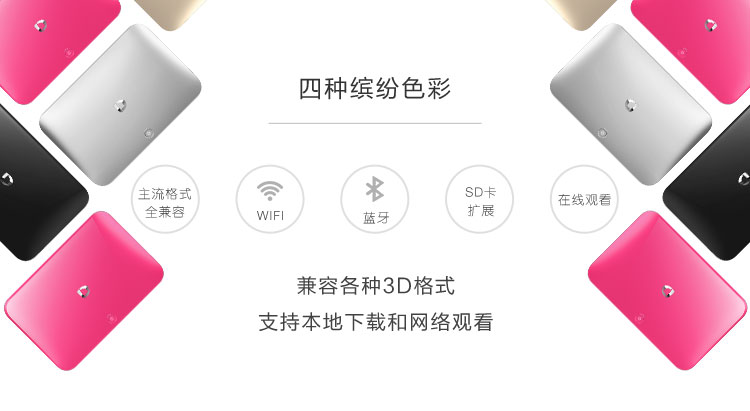 四种缤纷色彩
主流格式
全兼容
WIFI
蓝牙
SD卡
扩展
在线观看
兼容各种3D格式
支持本地下载和网络观看